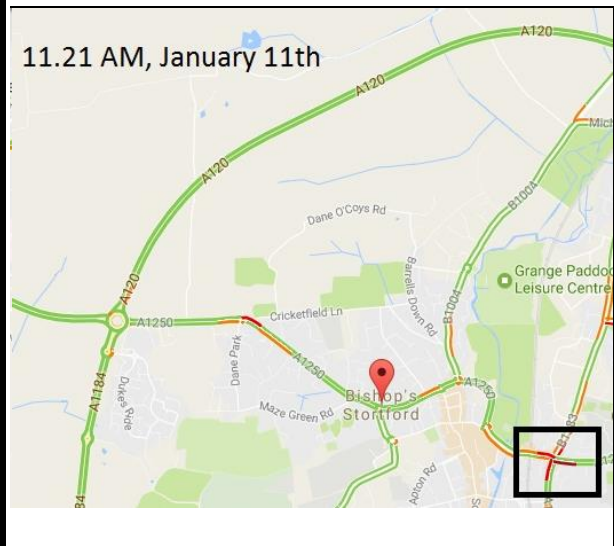 11.21 AM, January 11th
A120
A120
A120
A120
B1004
Dane O'Coys Rd
Barrells Down Rd
Grange Paddo
Leisure Centre
A1250
Cricketfield Ln
B1004
Dane Park
A1250
A1184
Dukes Ride
Maze Green Rd
Bishop's
Stortford
A1250
Apton Rd